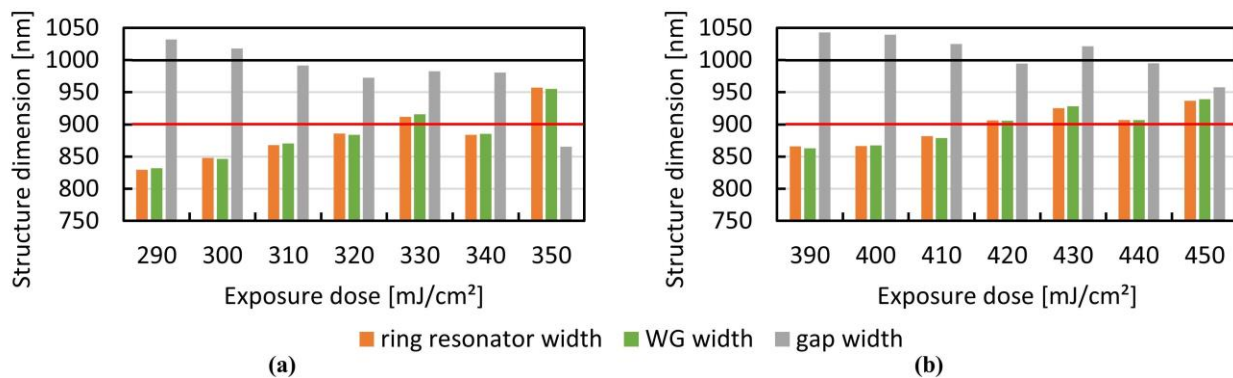 Structure dimension [nm]
1050
1000
950
900
850
800
750
290 300 310 320 330 340 350
Exposure dose [mJ/cm²]
Structure dimension [nm]
1050
1000
950
900
850
800
750
390 400 410 420 430 440 450
Exposure dose [mJ/cm²]
ring resonator width WG width gap width
(a) (b)